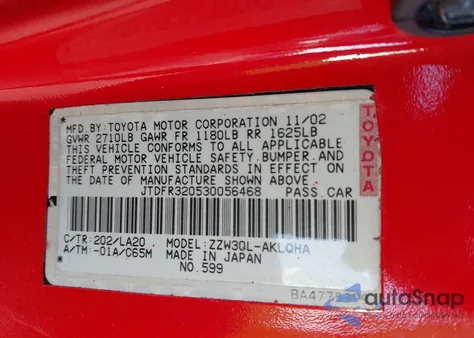 MFD. BY: TOYOTA MOTOR CORPORATION 11/02
GVWR 2710LB GAWR FR 1180LB RR 1625LB
THIS VEHICLE CONFORMS TO ALL APPLICABLE
FEDERAL MOTOR VEHICLE SAFETY, BUMPER, AND
THEFT PREVENTION STANDARDS IN EFFECT ON
THE DATE OF MANUFACTURE SHOWN ABOVE.
JTDFR320530056468 PASS. CAR
TOYOTA
C/TR: 202/LA20 MODEL: ZZW30L-AKLQHA
A/TM: -01A/C65M MADE IN JAPAN
NO. 599
BA477
autoSnap